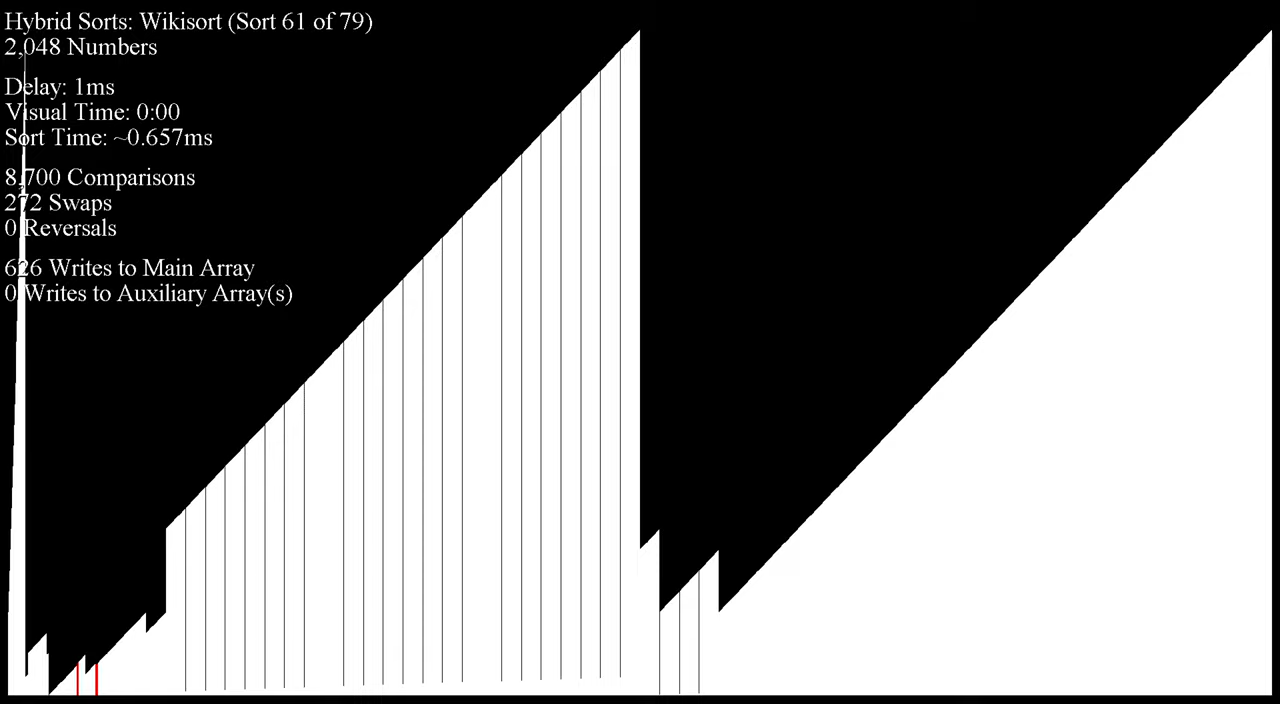 Hybrid Sorts: Wikisort (Sort 61 of 79)
2,048 Numbers
Delay: 1ms
Visual Time: 0:00
Sort Time: ~0.657ms
8,700 Comparisons
272 Swaps
0 Reversals
626 Writes to Main Array
0 Writes to Auxiliary Array(s)